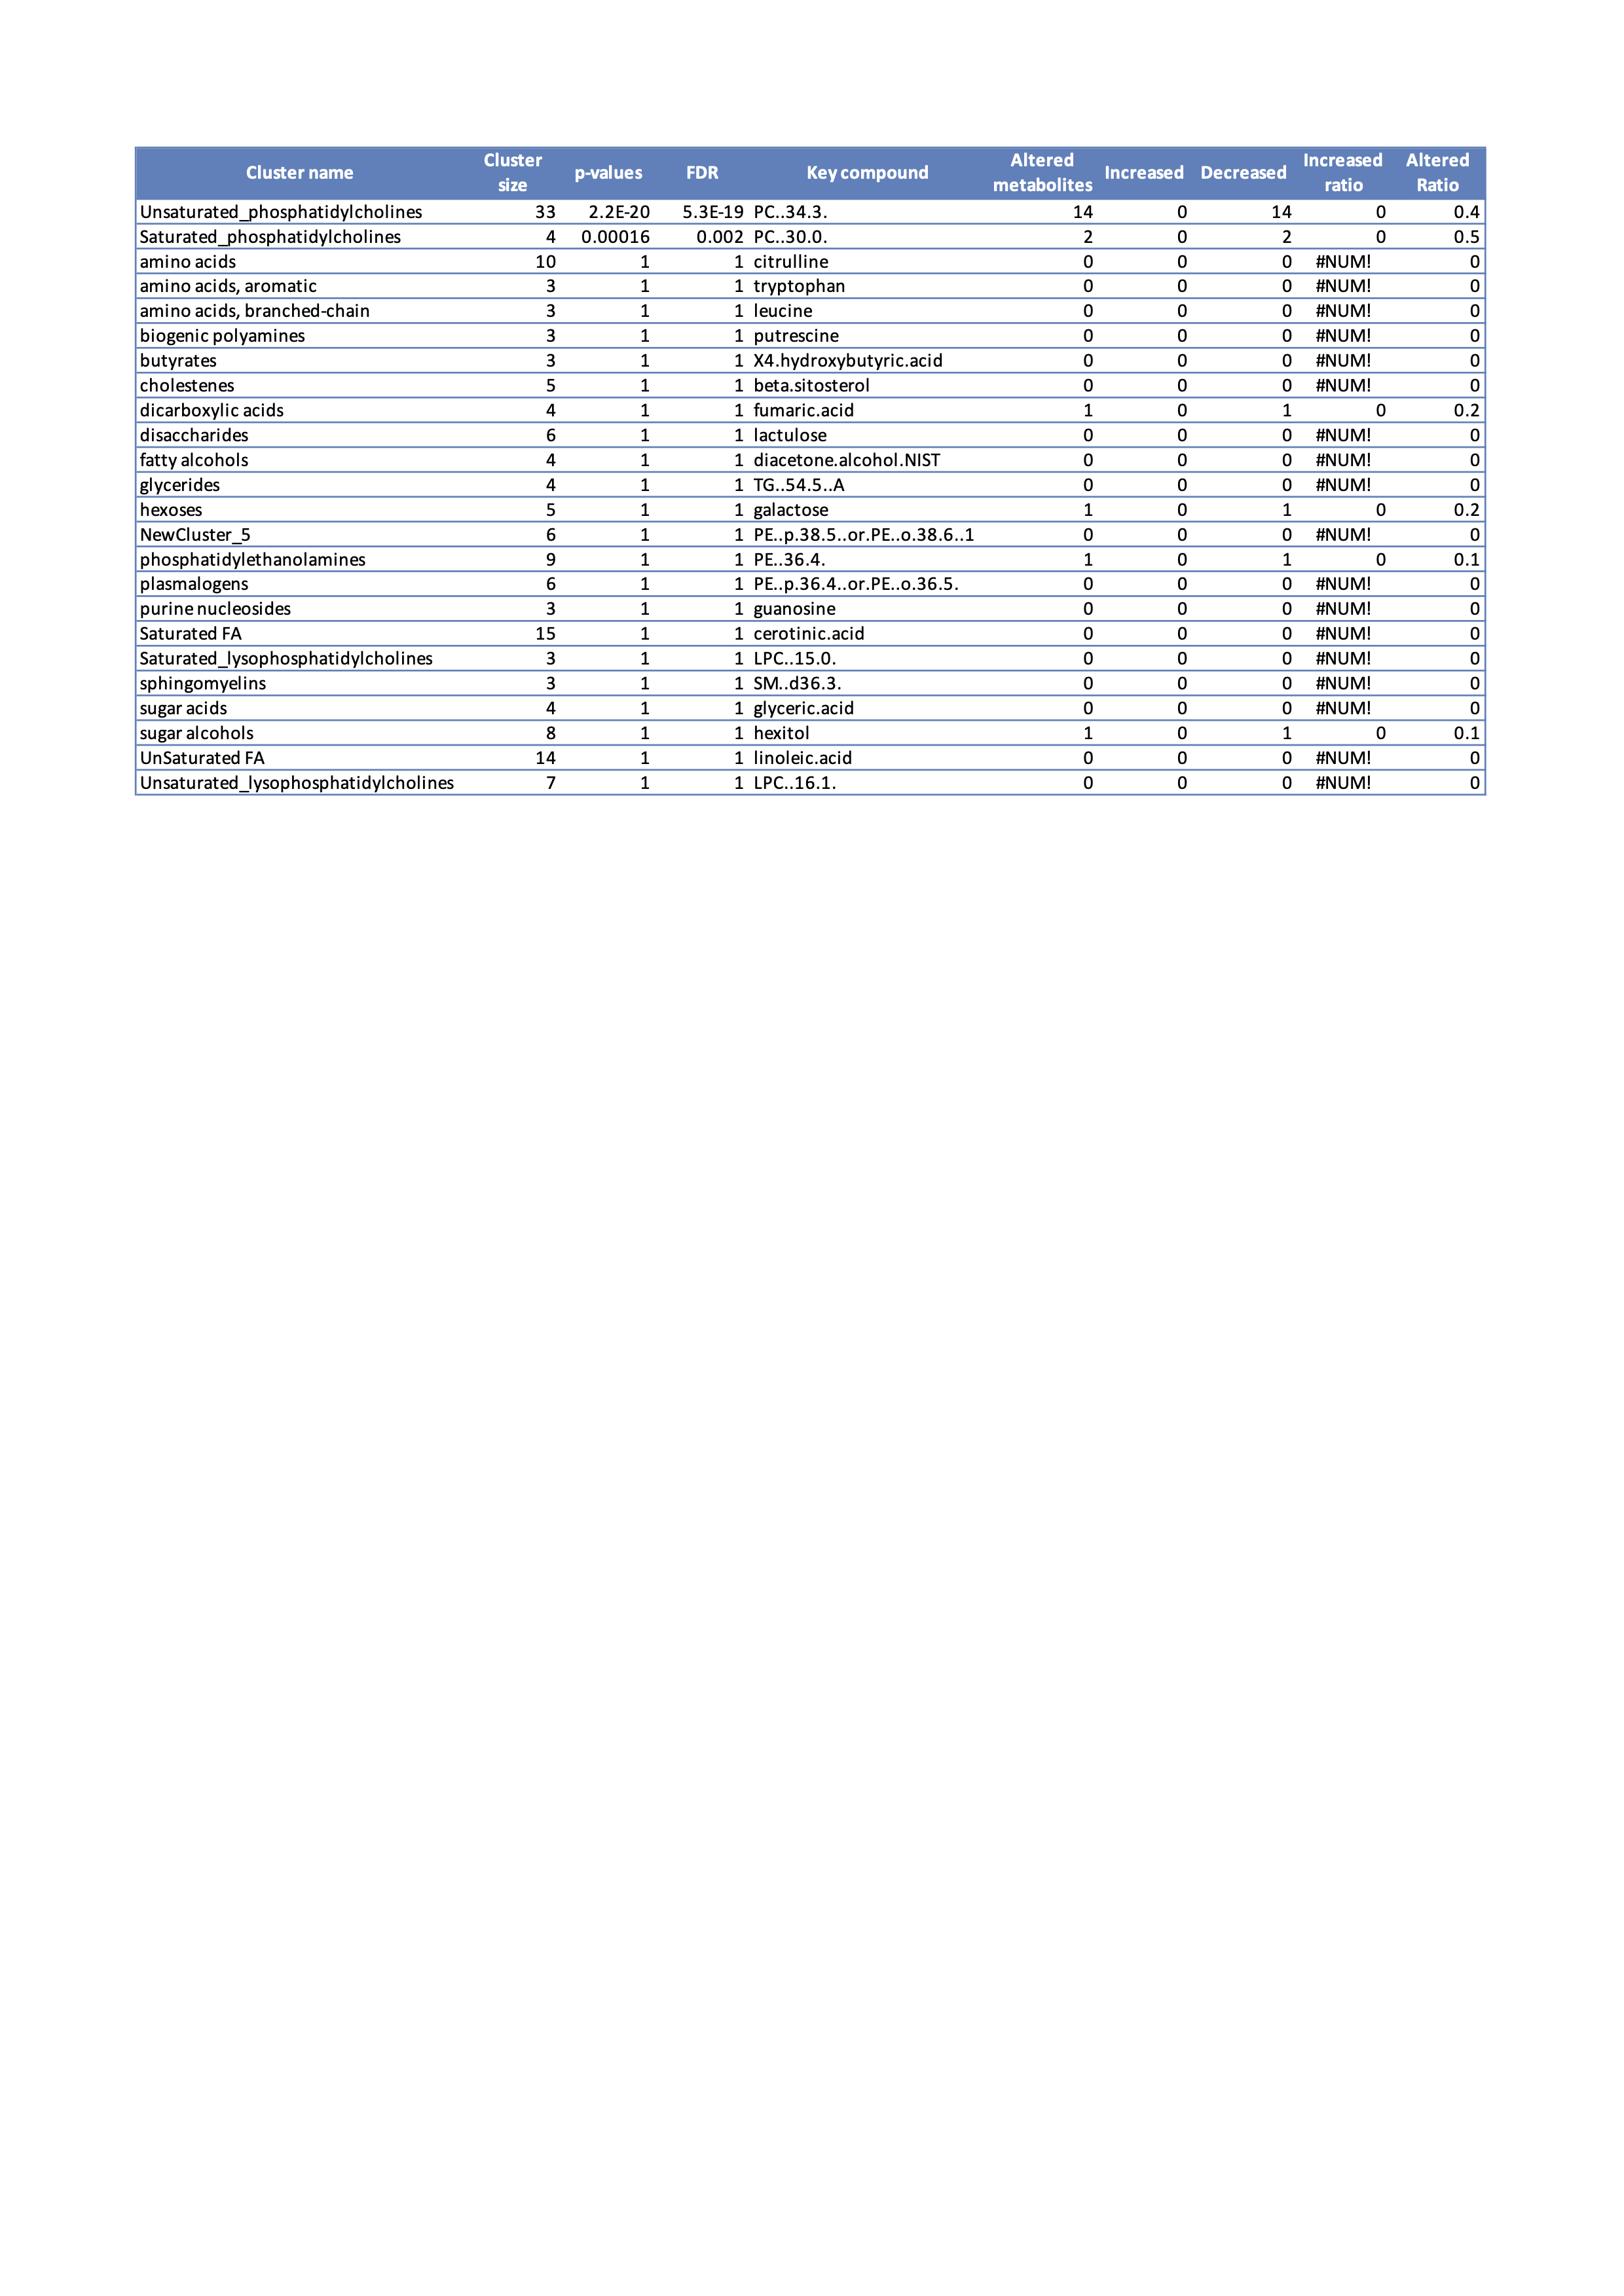 Cluster name Cluster size p-values FDR Key compound Altered metabolites Increased Decreased Increased ratio Altered Ratio
Unsaturated_phosphatidylcholines 33 2.2E-20 5.3E-19 PC..34.3. 14 0 14 0 0.4
Saturated_phosphatidylcholines 4 0.00016 0.002 PC..30.0. 2 0 2 0 0.5
amino acids 10 1 1 citrulline 0 0 0 #NUM! 0
amino acids, aromatic 3 1 1 tryptophan 0 0 0 #NUM! 0
amino acids, branched-chain 3 1 1 leucine 0 0 0 #NUM! 0
biogenic polyamines 3 1 1 putrescine 0 0 0 #NUM! 0
butyrates 3 1 1 X4.hydroxybutyric.acid 0 0 0 #NUM! 0
cholestenes 5 1 1 beta.sitosterol 0 0 0 #NUM! 0
dicarboxylic acids 4 1 1 fumaric.acid 1 0 1 0 0.2
disaccharides 6 1 1 lactulose 0 0 0 #NUM! 0
fatty alcohols 4 1 1 diacetone.alcohol.NIST 0 0 0 #NUM! 0
glycerides 4 1 1 TG..54.5..A 0 0 0 #NUM! 0
hexoses 5 1 1 galactose 1 0 1 0 0.2
NewCluster_5 6 1 1 PE..p.38.5..or.PE..o.38.6..1 0 0 0 #NUM! 0
phosphatidylethanolamines 9 1 1 PE..36.4. 1 0 1 0 0.1
plasmalogens 6 1 1 PE..p.36.4..or.PE..o.36.5. 0 0 0 #NUM! 0
purine nucleosides 3 1 1 guanosine 0 0 0 #NUM! 0
Saturated FA 15 1 1 cerotinic.acid 0 0 0 #NUM! 0
Saturated_lysophosphatidylcholines 3 1 1 LPC..15.0. 0 0 0 #NUM! 0
sphingomyelins 3 1 1 SM..d36.3. 0 0 0 #NUM! 0
sugar acids 4 1 1 glyceric.acid 0 0 0 #NUM! 0
sugar alcohols 8 1 1 hexitol 1 0 1 0 0.1
UnSaturated FA 14 1 1 linoleic.acid 0 0 0 #NUM! 0
Unsaturated_lysophosphatidylcholines 7 1 1 LPC..16.1. 0 0 0 #NUM! 0